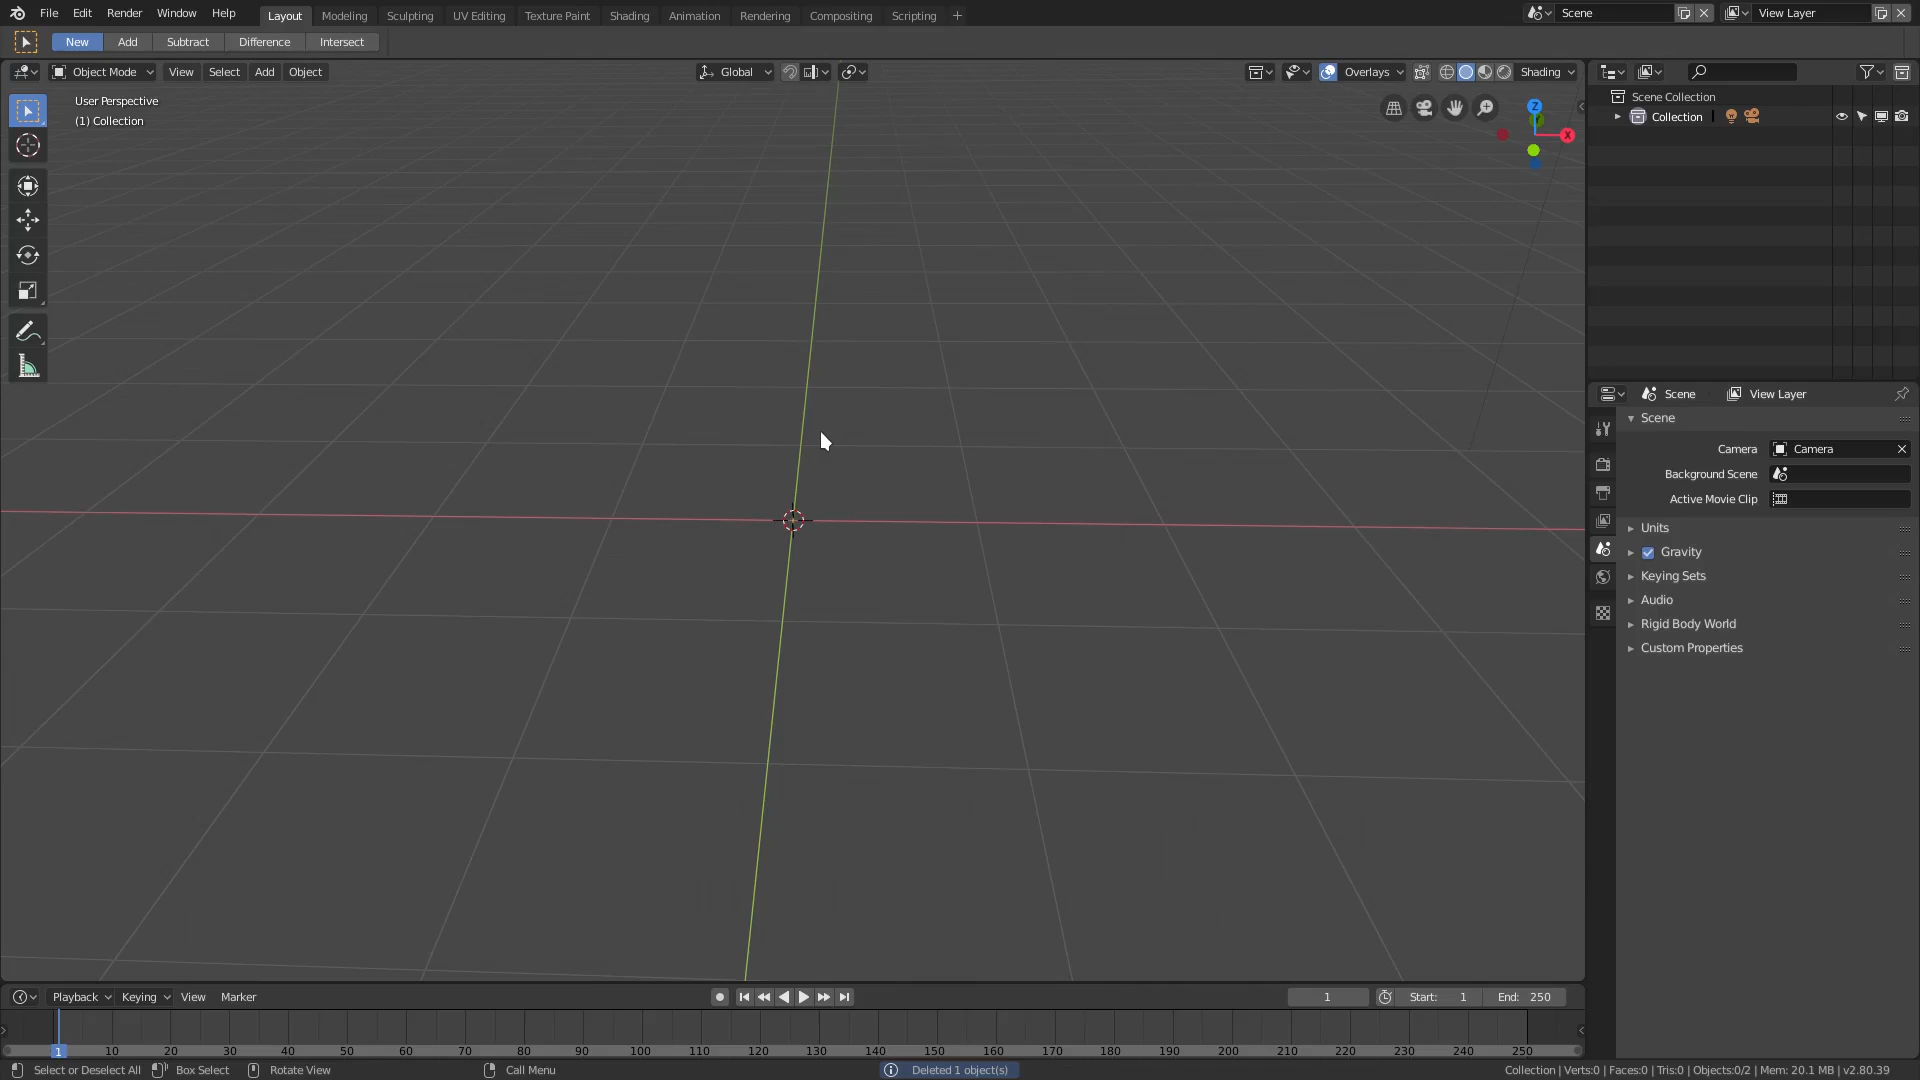 File Edit Render Window Help Layout Modeling Sculpting UV Editing Texture Paint Shading Animation Rendering Compositing Scripting + Scene View Layer
New Add Subtract Difference Intersect
Object Mode View Select Add Object Global Overlays Shading
User Perspective
(1) Collection
Z
X
Scene Collection
Collection
Scene View Layer
Scene
Camera Camera
Background Scene
Active Movie Clip
Units
Gravity
Keying Sets
Audio
Rigid Body World
Custom Properties
Playback Keying View Marker 1 Start: 1 End: 250
1 10 20 30 40 50 60 70 80 90 100 110 120 130 140 150 160 170 180 190 200 210 220 230 240 250
Select or Deselect All Box Select Rotate View Call Menu Deleted 1 object(s) Collection | Verts:0 | Faces:0 | Tris:0 | Objects:0/2 | Mem: 20.1 MB | v2.80.39